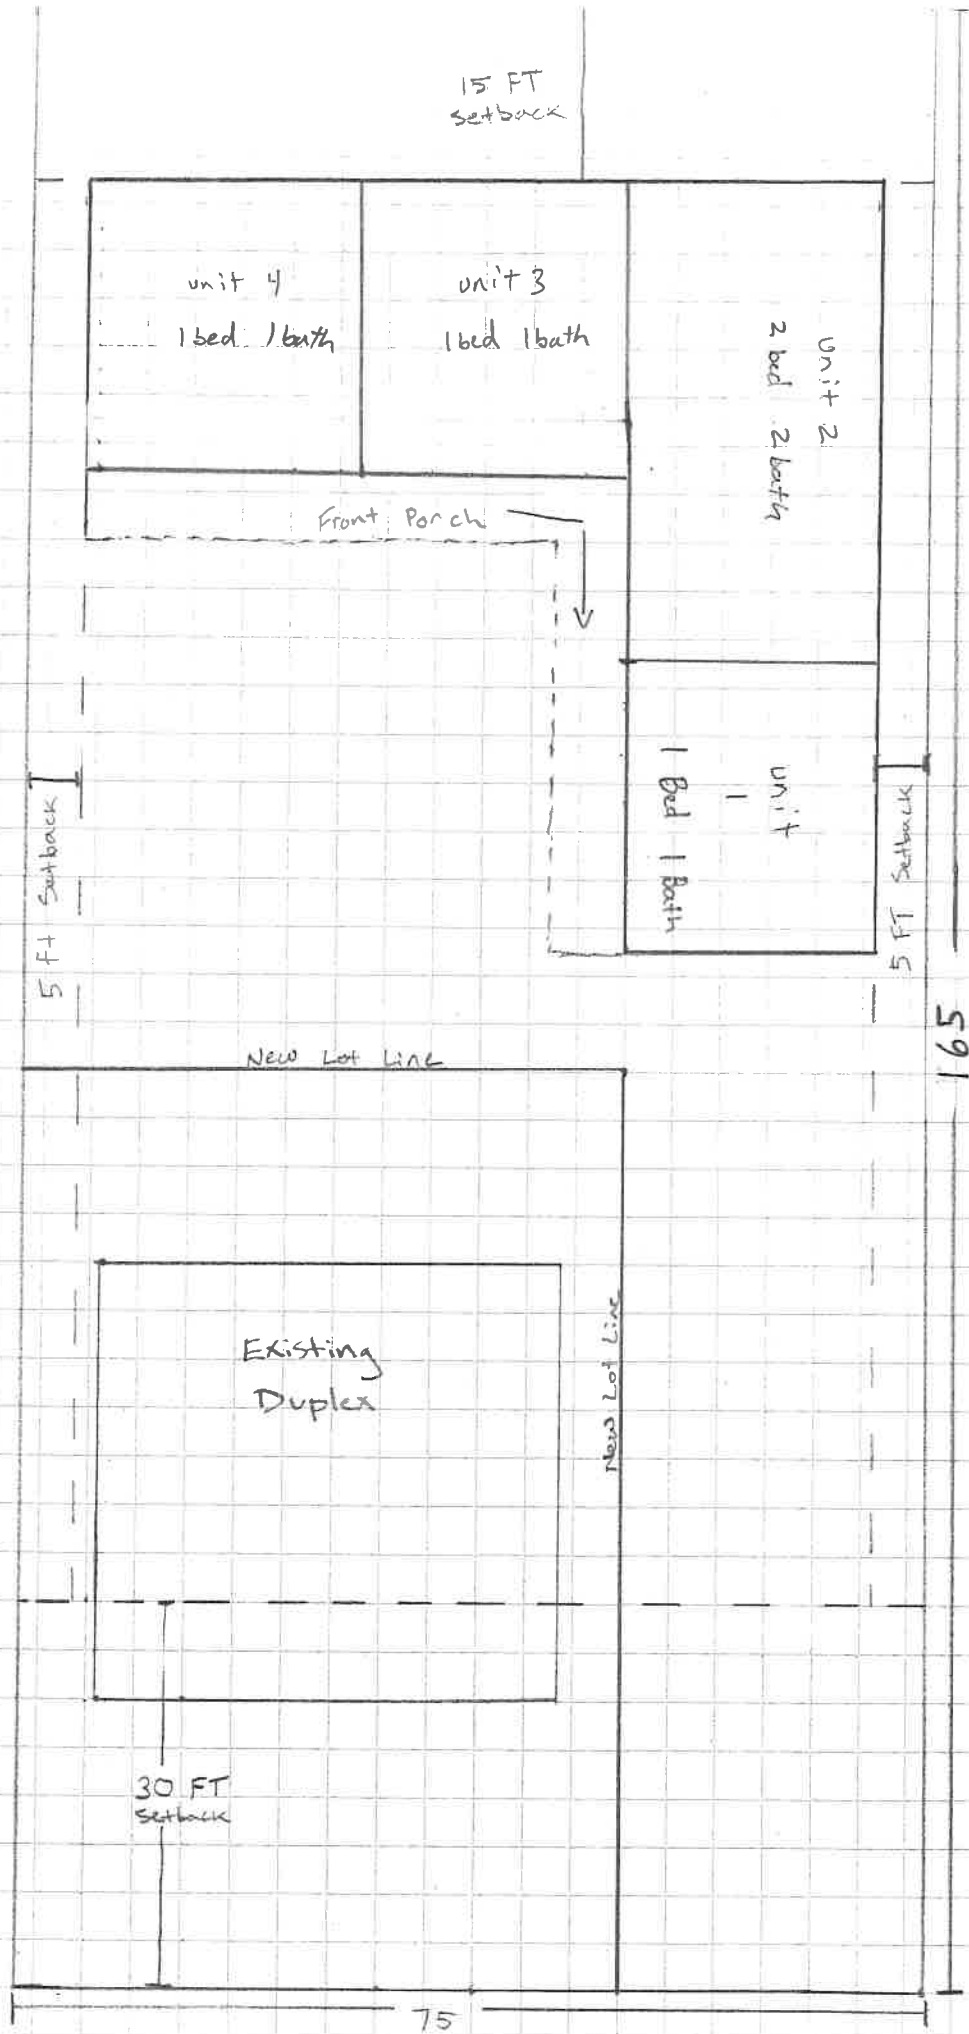 15 FT
setback
unit 4
1 bed 1 bath
unit 3
1 bed 1 bath
unit 2
2 bed 2 bath
Front Porch
unit
1
1 Bed 1 Bath
5 ft Setback
5 FT Setback
165
New Lot Line
Existing
Duplex
New Lot Line
30 FT
setback
75